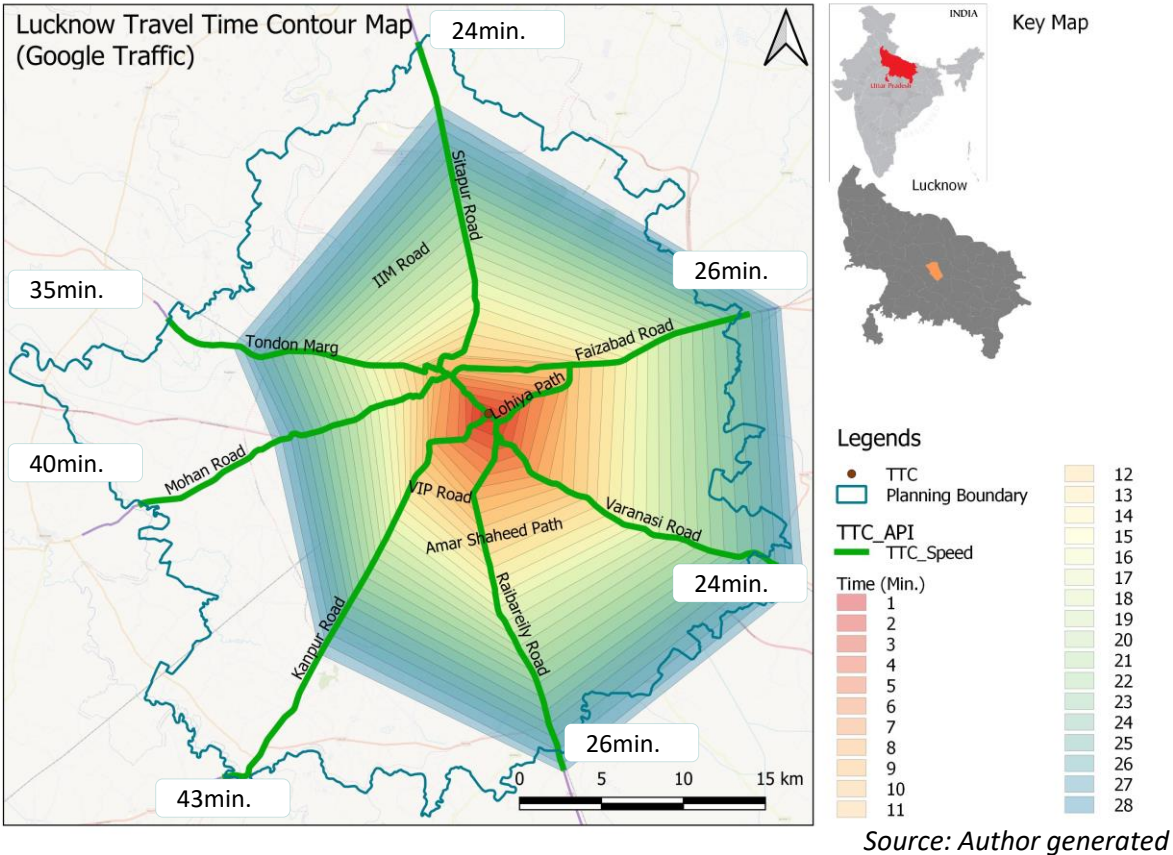 Lucknow Travel Time Contour Map
(Google Traffic)
24min.
35min.
26min.
40min.
24min.
26min.
43min.
Sitapur Road
IIM Road
Tondon Marg
Faizabad Road
Lohiya Path
Mohan Road
VIP Road
Varanasi Road
Amar Shaheed Path
Raibareily Road
Kanpur Road
0 5 10 15 km
INDIA
Key Map
Uttar Pradesh
Lucknow
Legends
TTC
Planning Boundary
TTC_API
TTC_Speed
Time (Min.)
1
2
3
4
5
6
7
8
9
10
11
12
13
14
15
16
17
18
19
20
21
22
23
24
25
26
27
28
Source: Author generated